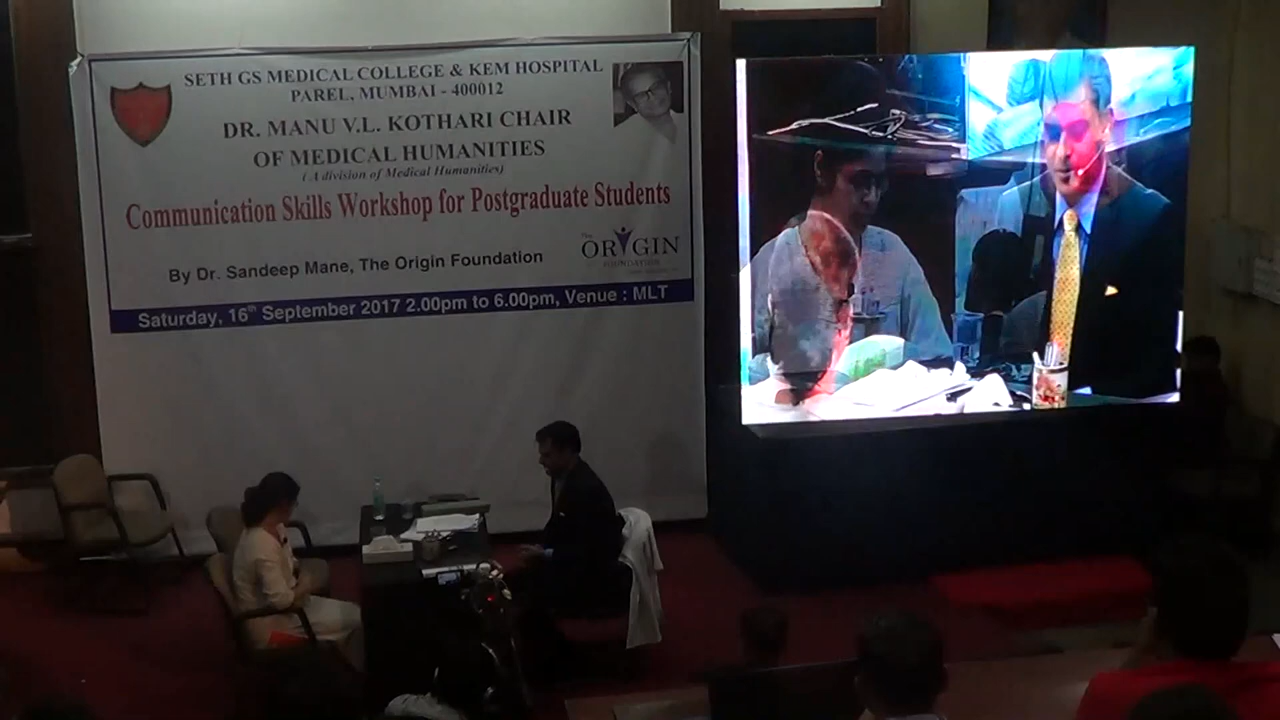 SETH GS MEDICAL COLLEGE & KEM HOSPITAL
PAREL, MUMBAI - 400012
DR. MANU V.L. KOTHARI CHAIR
OF MEDICAL HUMANITIES
(A division of Medical Humanities)
Communication Skills Workshop for Postgraduate Students
The
ORIGIN
FOUNDATION
By Dr. Sandeep Mane, The Origin Foundation
Saturday, 16th September 2017 2.00pm to 6.00pm, Venue : MLT